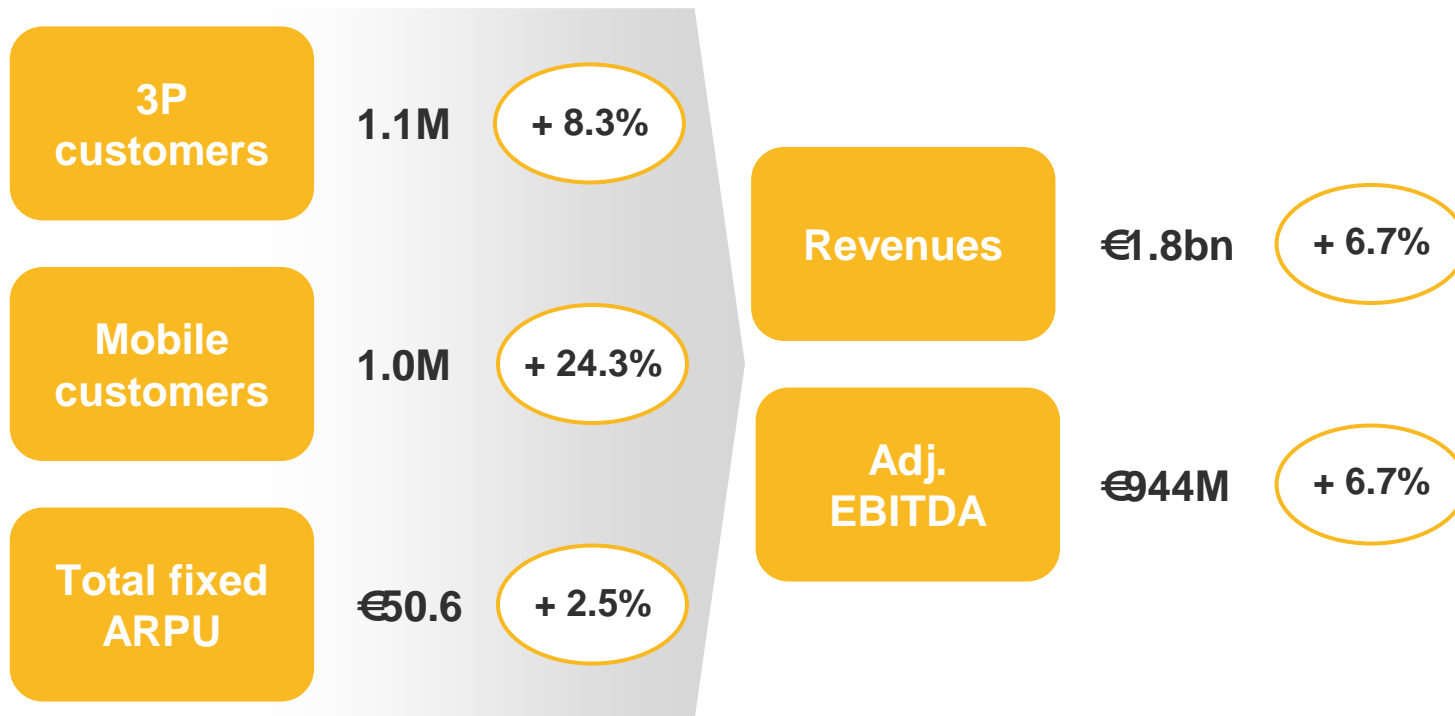 3P
customers
1.1M
+ 8.3%
Mobile
customers
1.0M
+ 24.3%
Total fixed
ARPU
€50.6
+ 2.5%
Revenues
€1.8bn
+ 6.7%
Adj.
EBITDA
€944M
+ 6.7%